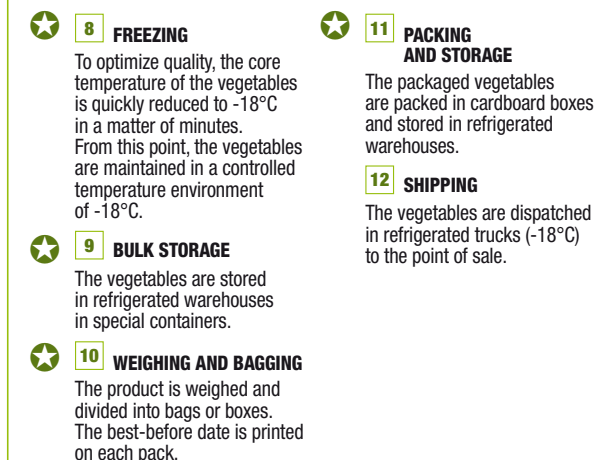 8 FREEZING
To optimize quality, the core
temperature of the vegetables
is quickly reduced to -18°C
in a matter of minutes.
From this point, the vegetables
are maintained in a controlled
temperature environment
of -18°C.
9 BULK STORAGE
The vegetables are stored
in refrigerated warehouses
in special containers.
10 WEIGHING AND BAGGING
The product is weighed and
divided into bags or boxes.
The best-before date is printed
on each pack.
11 PACKING
AND STORAGE
The packaged vegetables
are packed in cardboard boxes
and stored in refrigerated
warehouses.
12 SHIPPING
The vegetables are dispatched
in refrigerated trucks (-18°C)
to the point of sale.